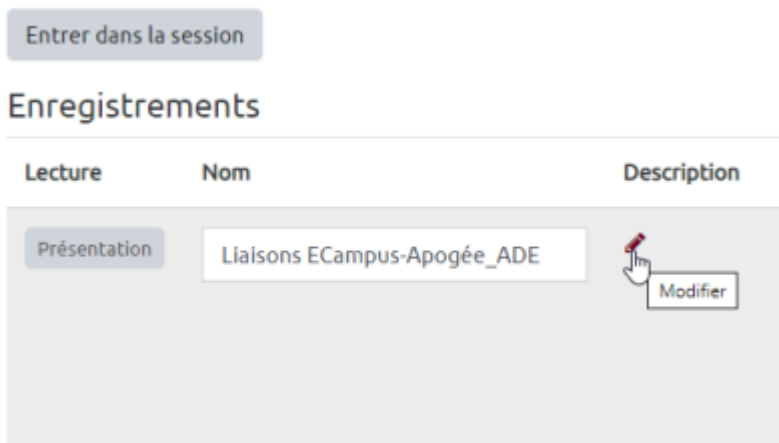 Entrer dans la session
Enregistrements
Lecture Nom Description
Présentation Liaisons ECampus-Apogée_ADE
Modifier